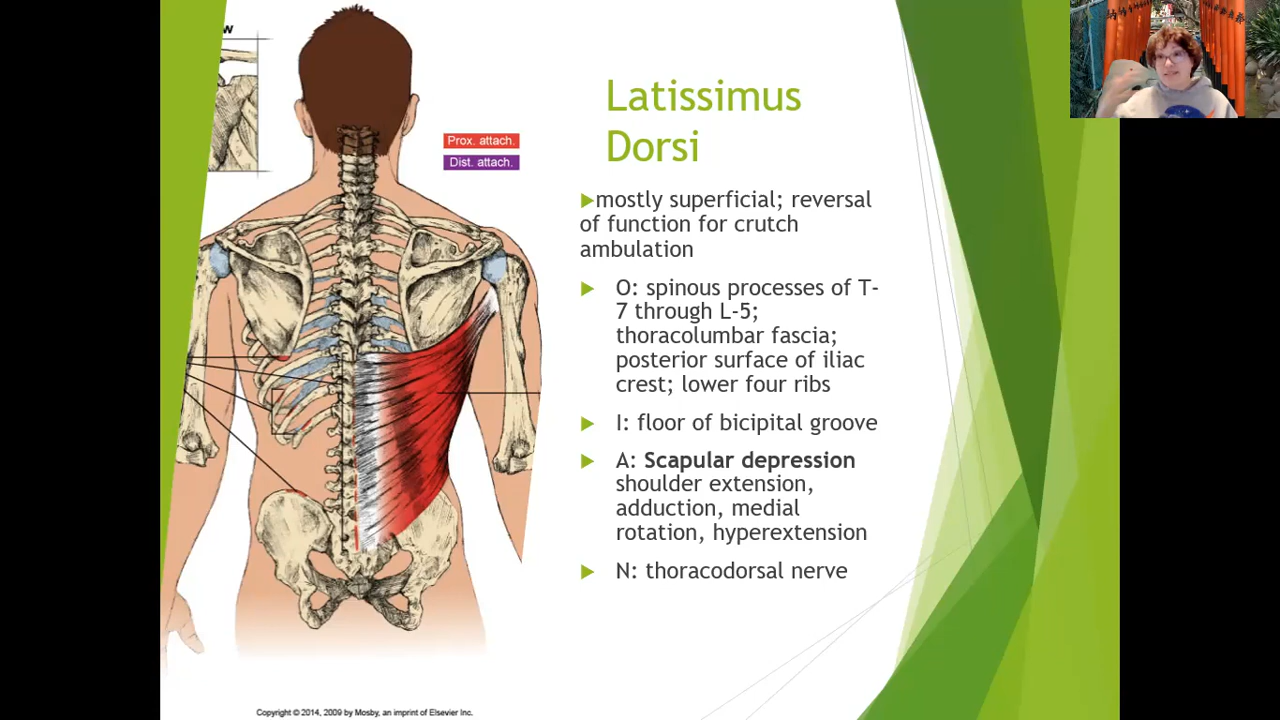 w
Prox. attach.
Dist. attach.
Latissimus
Dorsi
mostly superficial; reversal
of function for crutch
ambulation
O: spinous processes of T-
7 through L-5;
thoracolumbar fascia;
posterior surface of iliac
crest; lower four ribs
I: floor of bicipital groove
A: Scapular depression
shoulder extension,
adduction, medial
rotation, hyperextension
N: thoracodorsal nerve
Copyright © 2014, 2009 by Mosby, an imprint of Elsevier Inc.